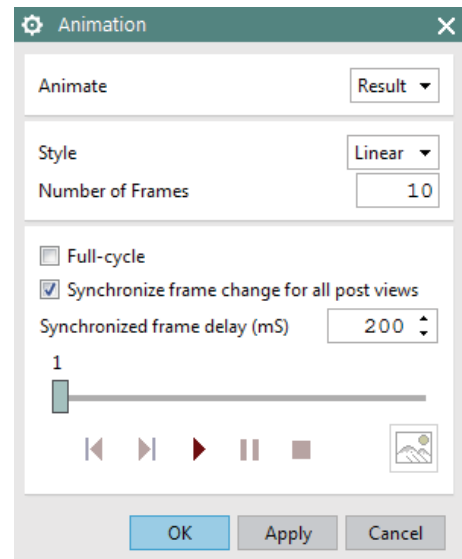 Animation
Animate Result
Style Linear
Number of Frames 10
Full-cycle
Synchronize frame change for all post views
Synchronized frame delay (mS) 200
1
OK Apply Cancel